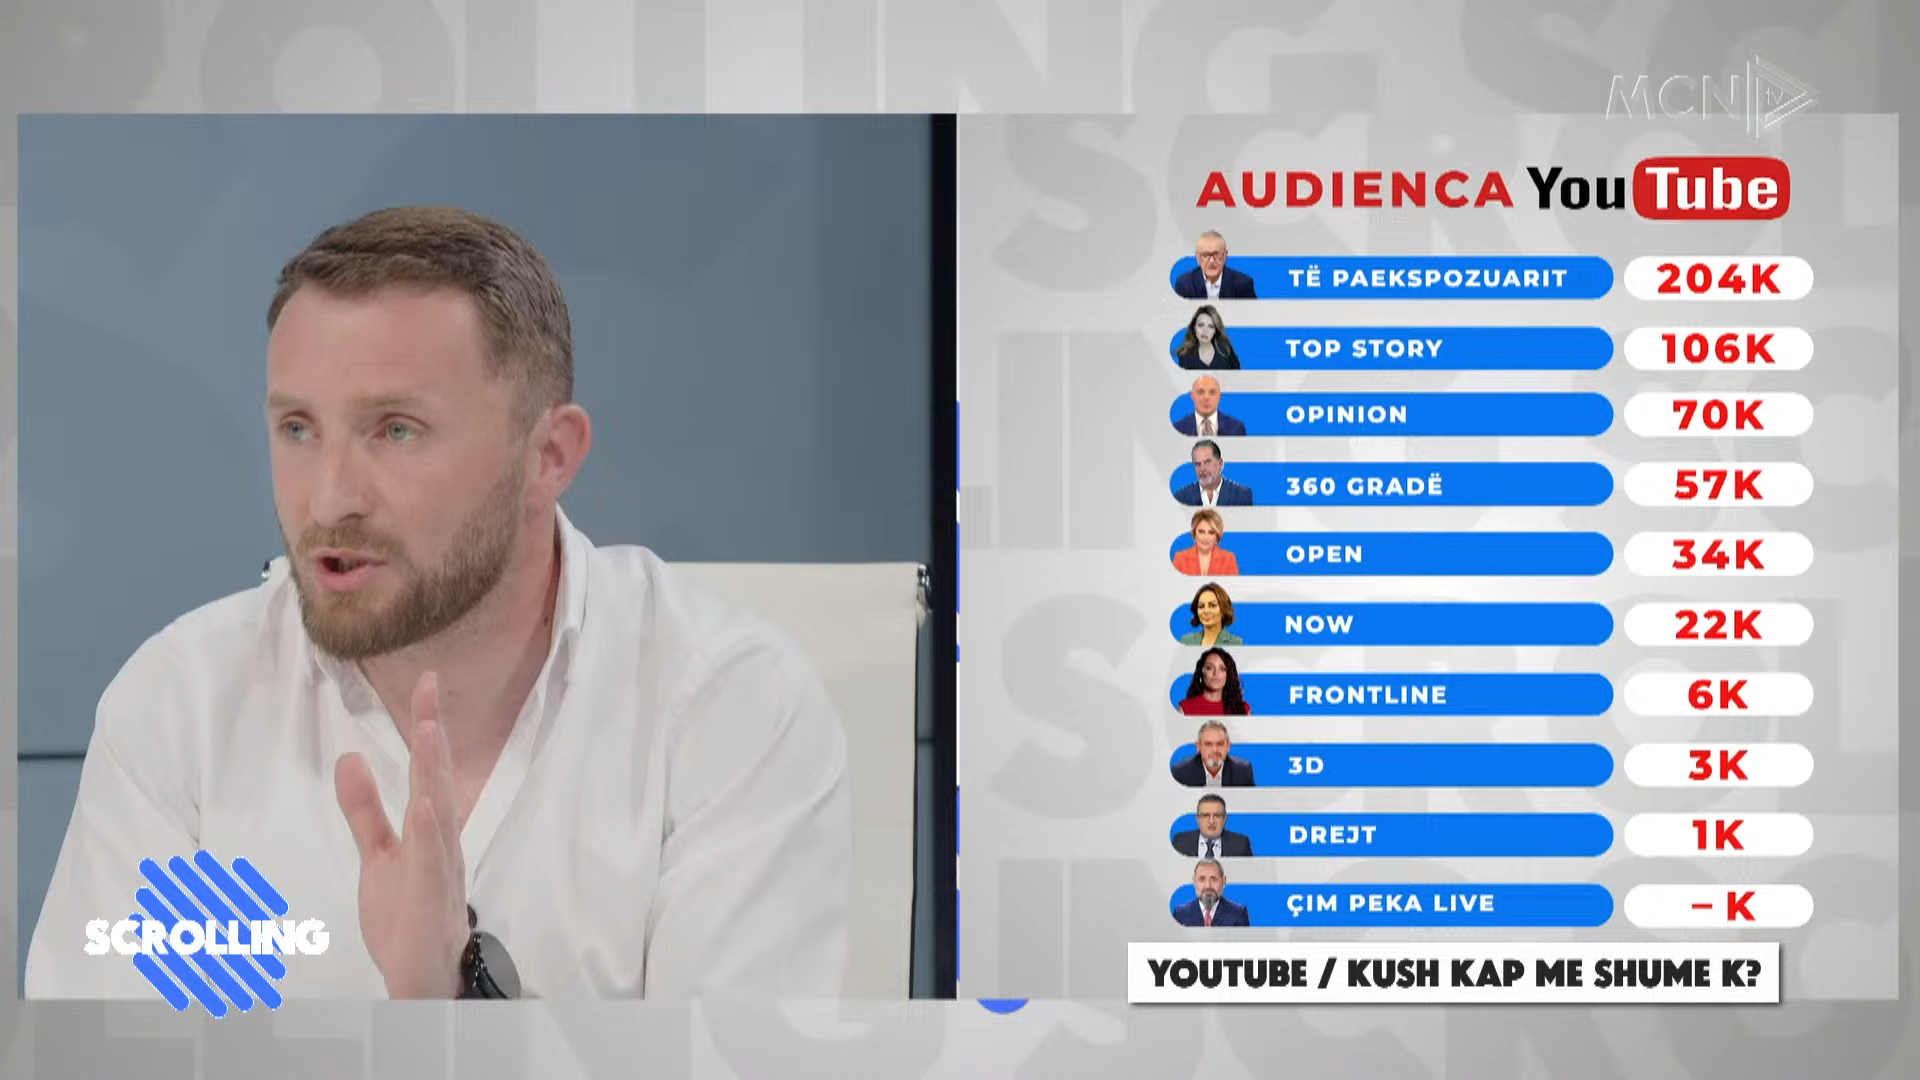 MCN tv
AUDIENCA YouTube
TË PAEKSPOZUARIT 204K
TOP STORY 106K
OPINION 70K
360 GRADË 57K
OPEN 34K
NOW 22K
FRONTLINE 6K
3D 3K
DREJT 1K
ÇIM PEKA LIVE – K
SCROLLING
YOUTUBE / KUSH KAP ME SHUME K?